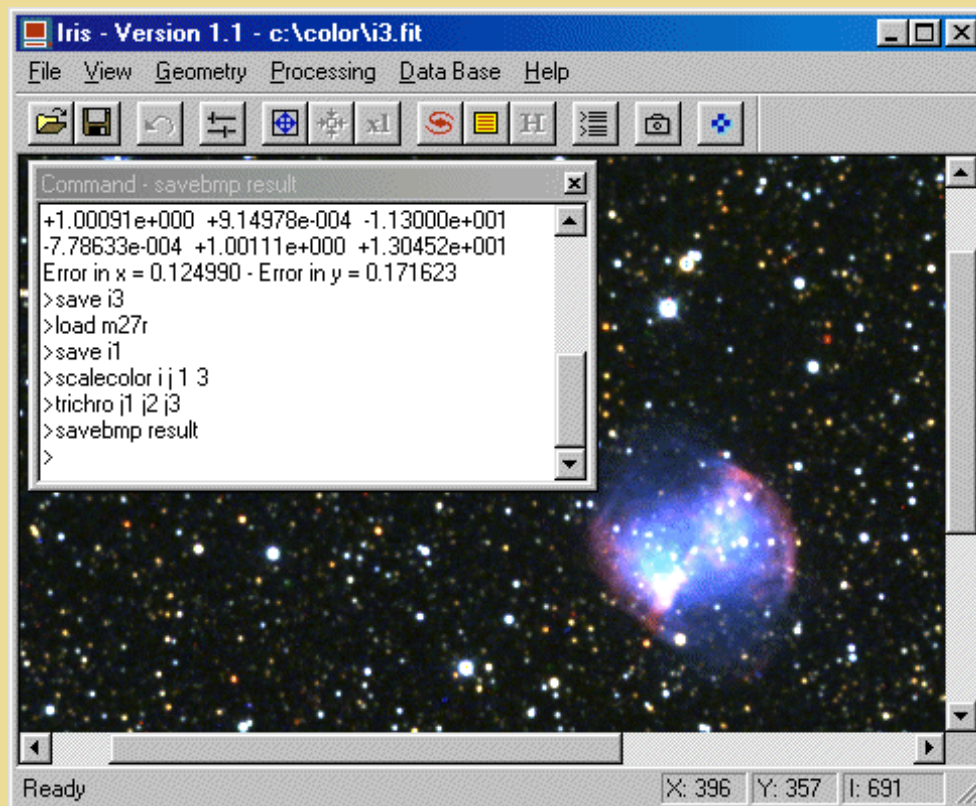 Iris - Version 1.1 - c:\color\i3.fit
File View Geometry Processing Data Base Help
xI H
Command - savebmp result
+1.00091e+000 +9.14978e-004 -1.13000e+001
-7.78633e-004 +1.00111e+000 +1.30452e+001
Error in x = 0.124990 - Error in y = 0.171623
>save i3
>load m27r
>save i1
>scalecolor i j 1 3
>trichro j1 j2 j3
>savebmp result
>
Ready X: 396 Y: 357 I: 691